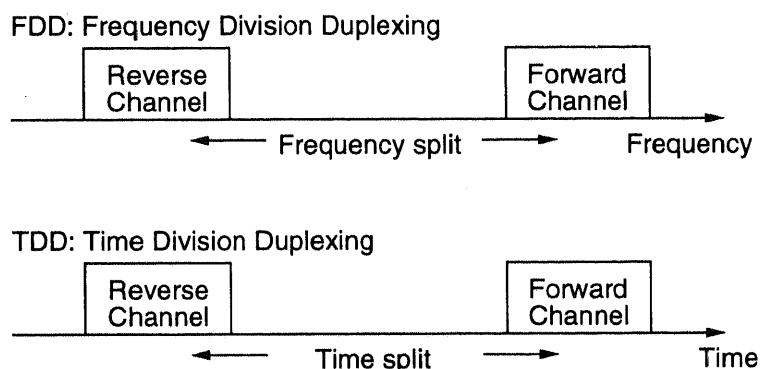 FDD: Frequency Division Duplexing
Reverse
Channel
Forward
Channel
Frequency split
Frequency
TDD: Time Division Duplexing
Reverse
Channel
Forward
Channel
Time split
Time